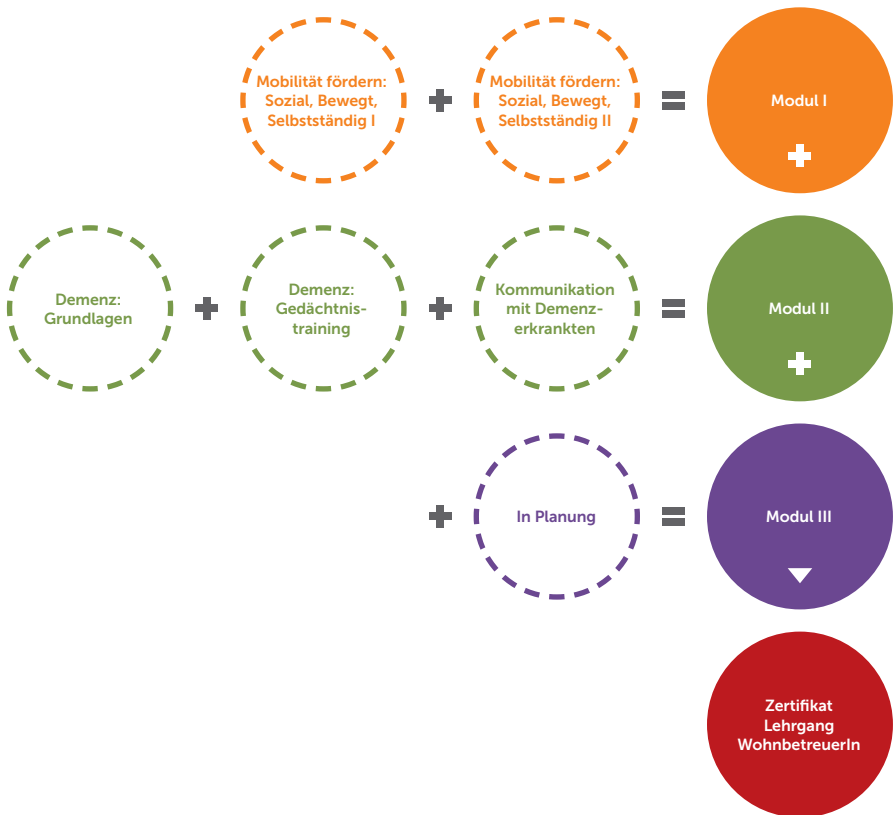 Mobilität fördern:
Sozial, Bewegt,
Selbstständig I
+
Mobilität fördern:
Sozial, Bewegt,
Selbstständig II
=
Modul I
+
Demenz:
Grundlagen
+
Demenz:
Gedächtnis-
training
+
Kommunikation
mit Demenz-
erkrankten
=
Modul II
+
+
In Planung
=
Modul III
Zertifikat
Lehrgang
WohnbetreuerIn